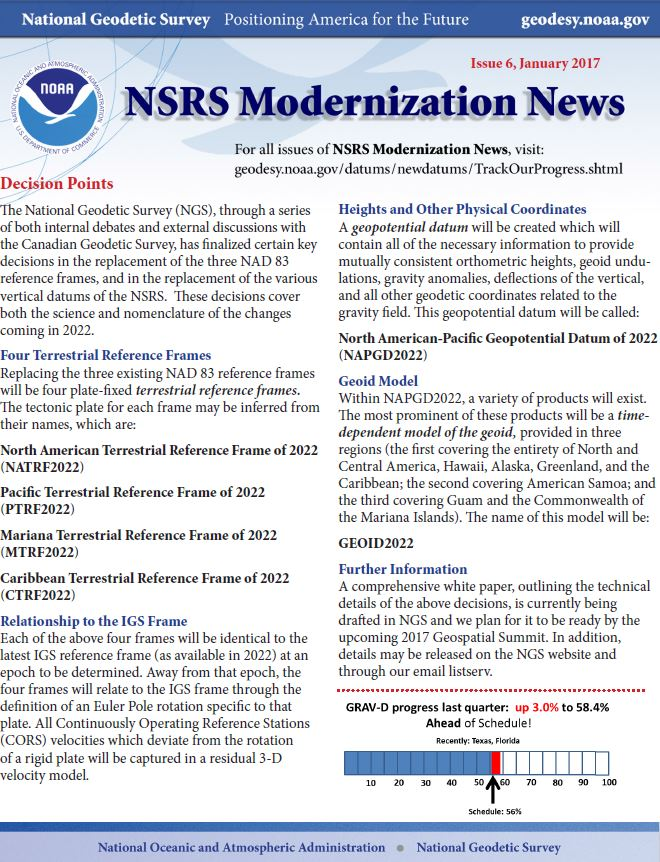 National Geodetic Survey Positioning America for the Future geodesy.noaa.gov
Issue 6, January 2017
NATIONAL OCEANIC AND ATMOSPHERIC ADMINISTRATION
NOAA
U.S. DEPARTMENT OF COMMERCE
NSRS Modernization News
For all issues of NSRS Modernization News, visit:
geodesy.noaa.gov/datums/newdatums/TrackOurProgress.shtml
Decision Points
The National Geodetic Survey (NGS), through a series
of both internal debates and external discussions with
the Canadian Geodetic Survey, has finalized certain key
decisions in the replacement of the three NAD 83
reference frames, and in the replacement of the various
vertical datums of the NSRS. These decisions cover
both the science and nomenclature of the changes
coming in 2022.
Four Terrestrial Reference Frames
Replacing the three existing NAD 83 reference frames
will be four plate-fixed terrestrial reference frames.
The tectonic plate for each frame may be inferred from
their names, which are:
North American Terrestrial Reference Frame of 2022
(NATRF2022)
Pacific Terrestrial Reference Frame of 2022
(PTRF2022)
Mariana Terrestrial Reference Frame of 2022
(MTRF2022)
Caribbean Terrestrial Reference Frame of 2022
(CTRF2022)
Relationship to the IGS Frame
Each of the above four frames will be identical to the
latest IGS reference frame (as available in 2022) at an
epoch to be determined. Away from that epoch, the
four frames will relate to the IGS frame through the
definition of an Euler Pole rotation specific to that
plate. All Continuously Operating Reference Stations
(CORS) velocities which deviate from the rotation
of a rigid plate will be captured in a residual 3-D
velocity model.
Heights and Other Physical Coordinates
A geopotential datum will be created which will
contain all of the necessary information to provide
mutually consistent orthometric heights, geoid undu-
lations, gravity anomalies, deflections of the vertical,
and all other geodetic coordinates related to the
gravity field. This geopotential datum will be called:
North American-Pacific Geopotential Datum of 2022
(NAPGD2022)
Geoid Model
Within NAPGD2022, a variety of products will exist.
The most prominent of these products will be a time-
dependent model of the geoid, provided in three
regions (the first covering the entirety of North and
Central America, Hawaii, Alaska, Greenland, and the
Caribbean; the second covering American Samoa; and
the third covering Guam and the Commonwealth of
the Mariana Islands). The name of this model will be:
GEOID2022
Further Information
A comprehensive white paper, outlining the technical
details of the above decisions, is currently being
drafted in NGS and we plan for it to be ready by the
upcoming 2017 Geospatial Summit. In addition,
details may be released on the NGS website and
through our email listserv.
GRAV-D progress last quarter: up 3.0% to 58.4%
Ahead of Schedule!
Recently: Texas, Florida
10 20 30 40 50 60 70 80 90 100
Schedule: 56%
National Oceanic and Atmospheric Administration • National Geodetic Survey